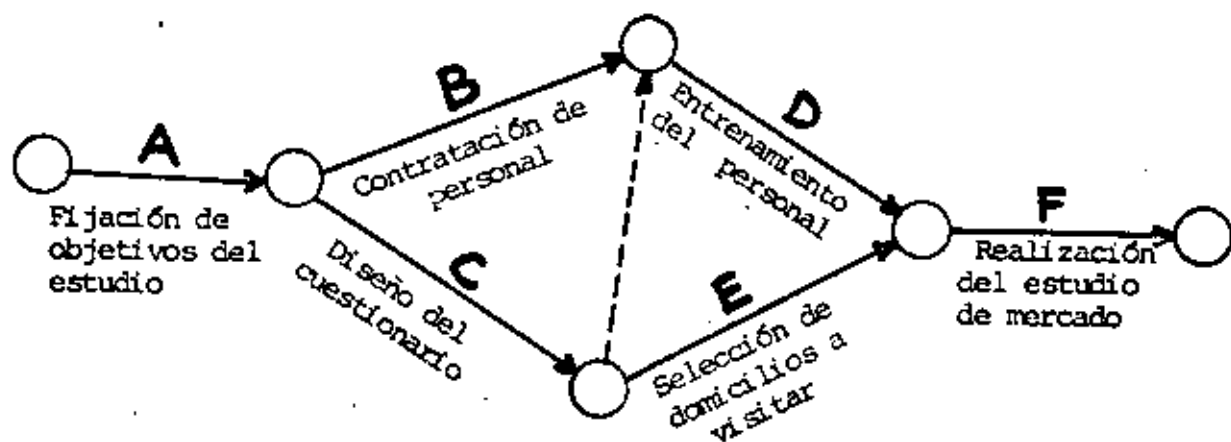 A
Fijación de
objetivos del
estudio
B
Contratación de
personal
C
Diseño del
cuestionario
D
Entrenamiento
del personal
E
Selección de
domicilios a
visitar
F
Realización
del estudio
de mercado